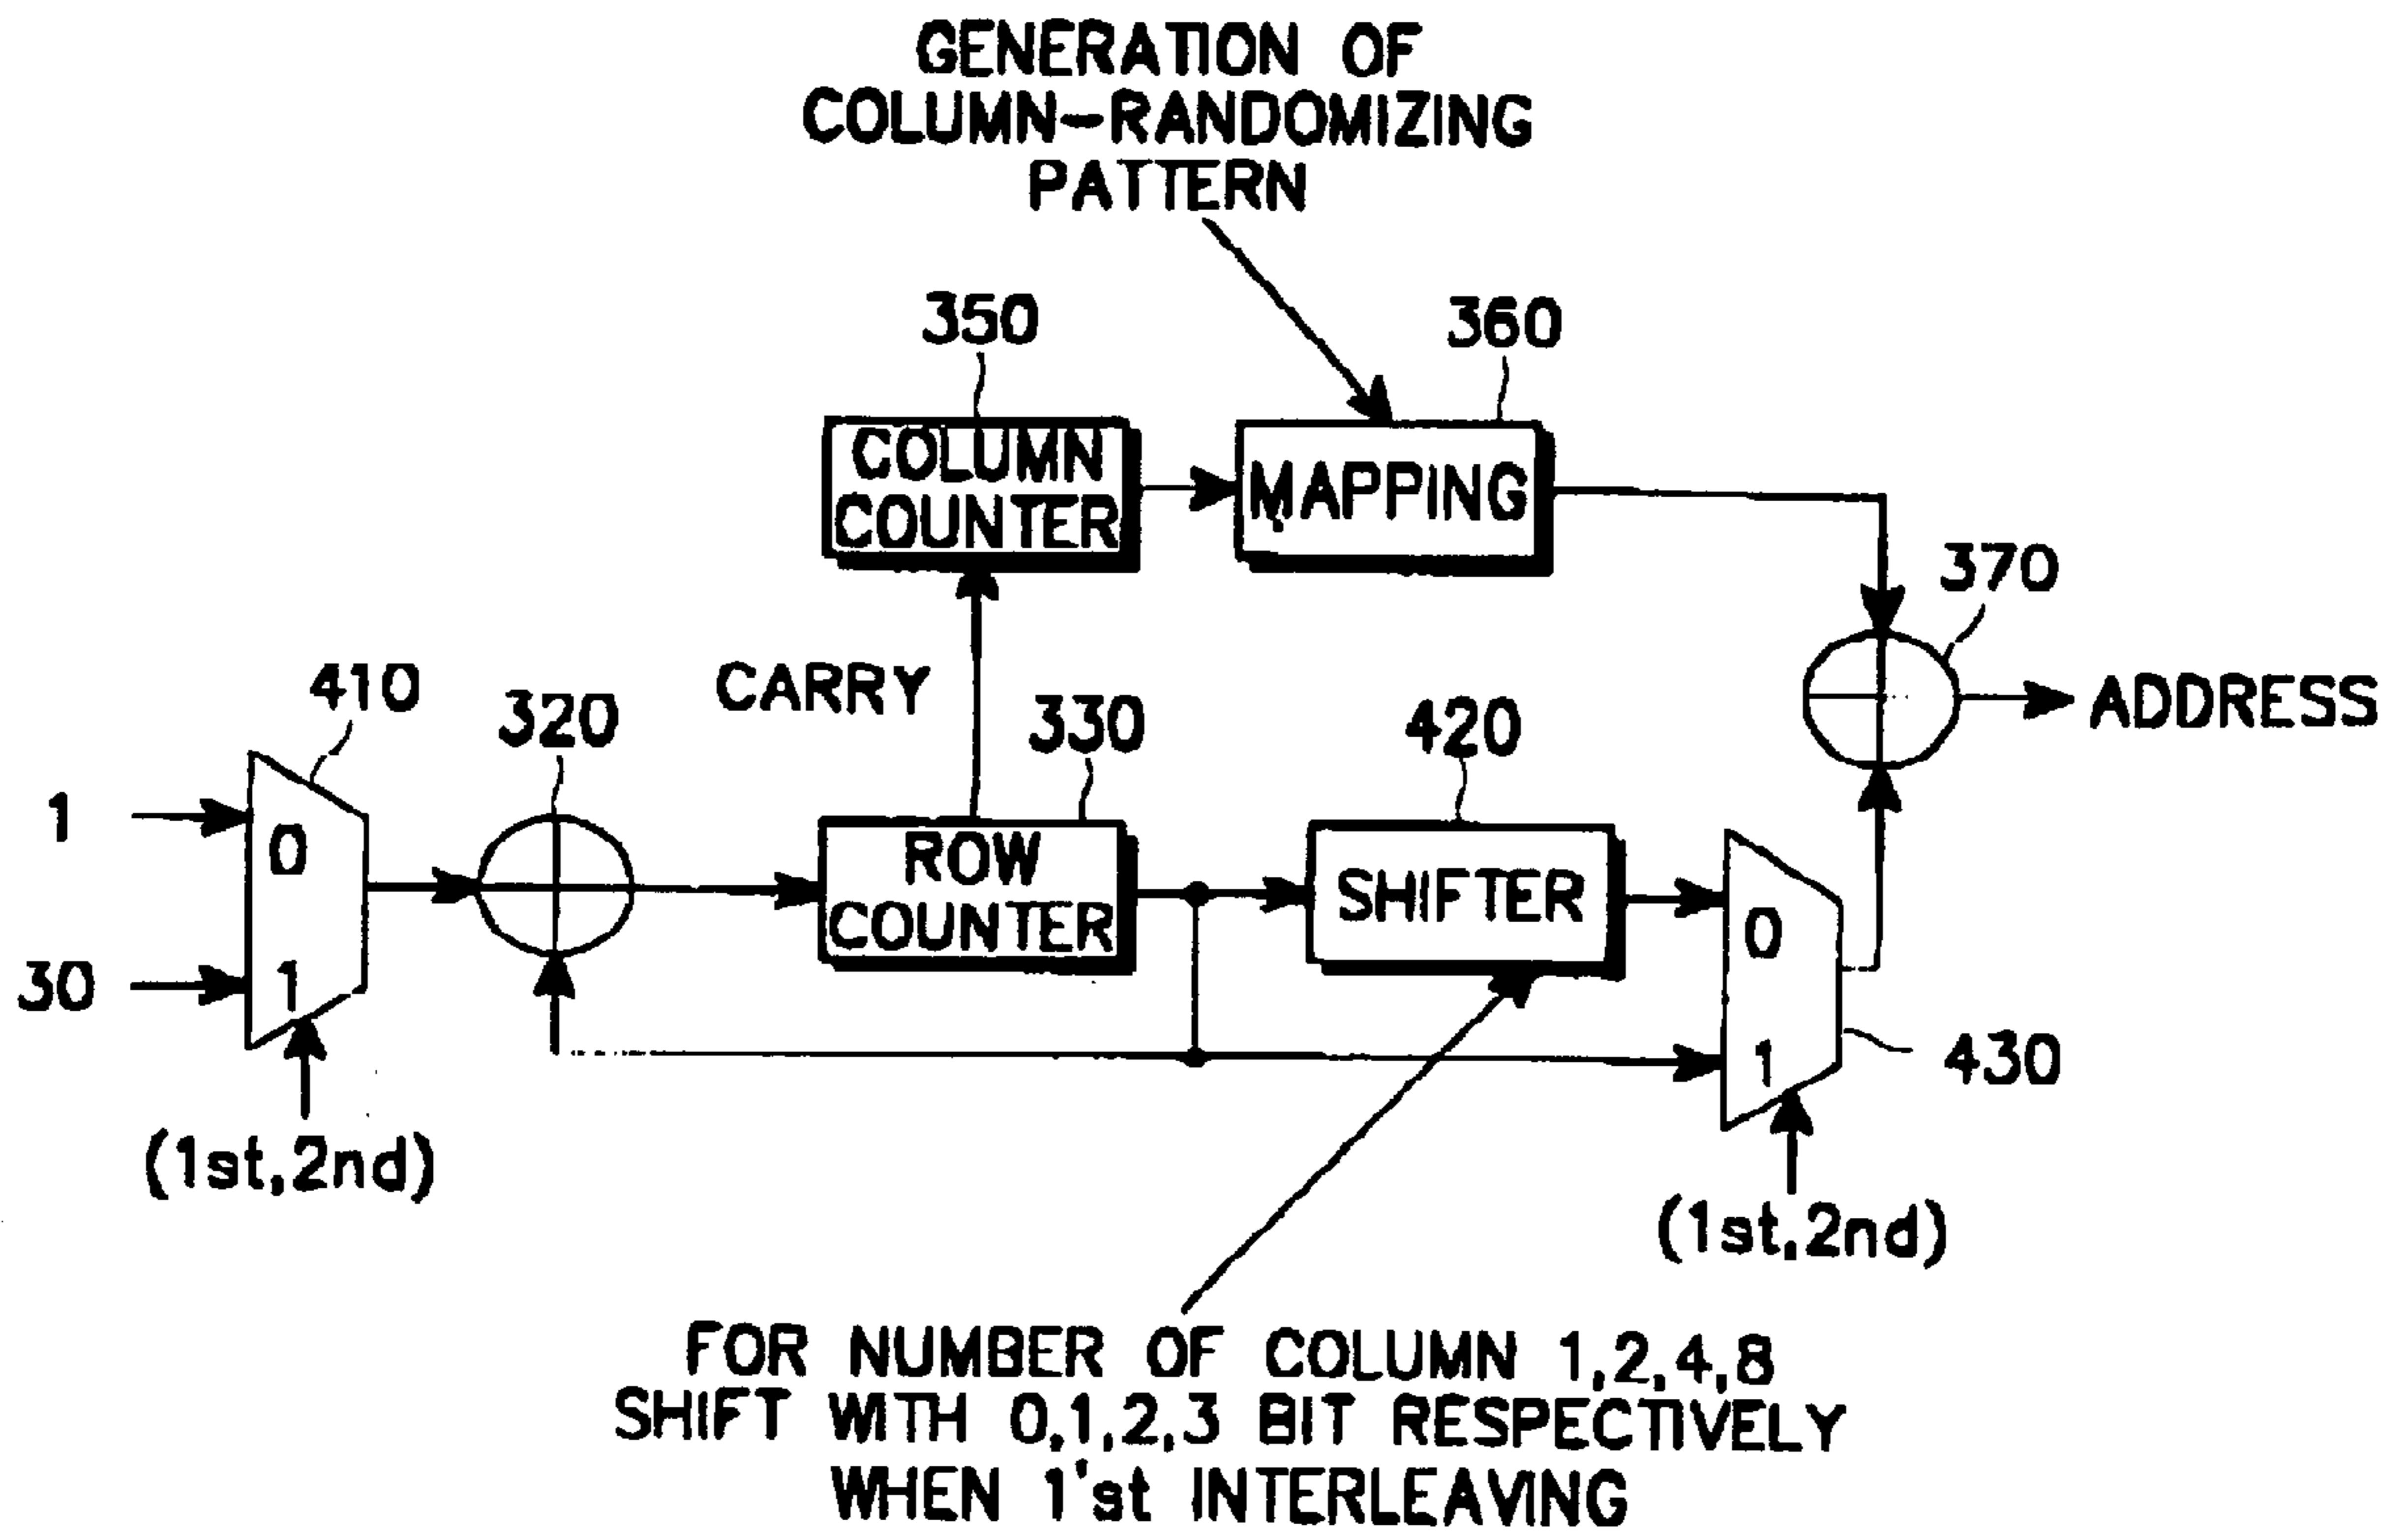 GENERATION OF
COLUMN-RANDOMIZING
PATTERN
350
360
COLUMN
COUNTER
MAPPING
370
410
320
CARRY
330
420
ADDRESS
1
0
ROW
COUNTER
SHIFTER
0
30
1
1
430
(1st,2nd)
(1st,2nd)
FOR NUMBER OF COLUMN 1,2,4,8
SHIFT WITH 0,1,2,3 BIT RESPECTIVELY
WHEN 1'st INTERLEAVING